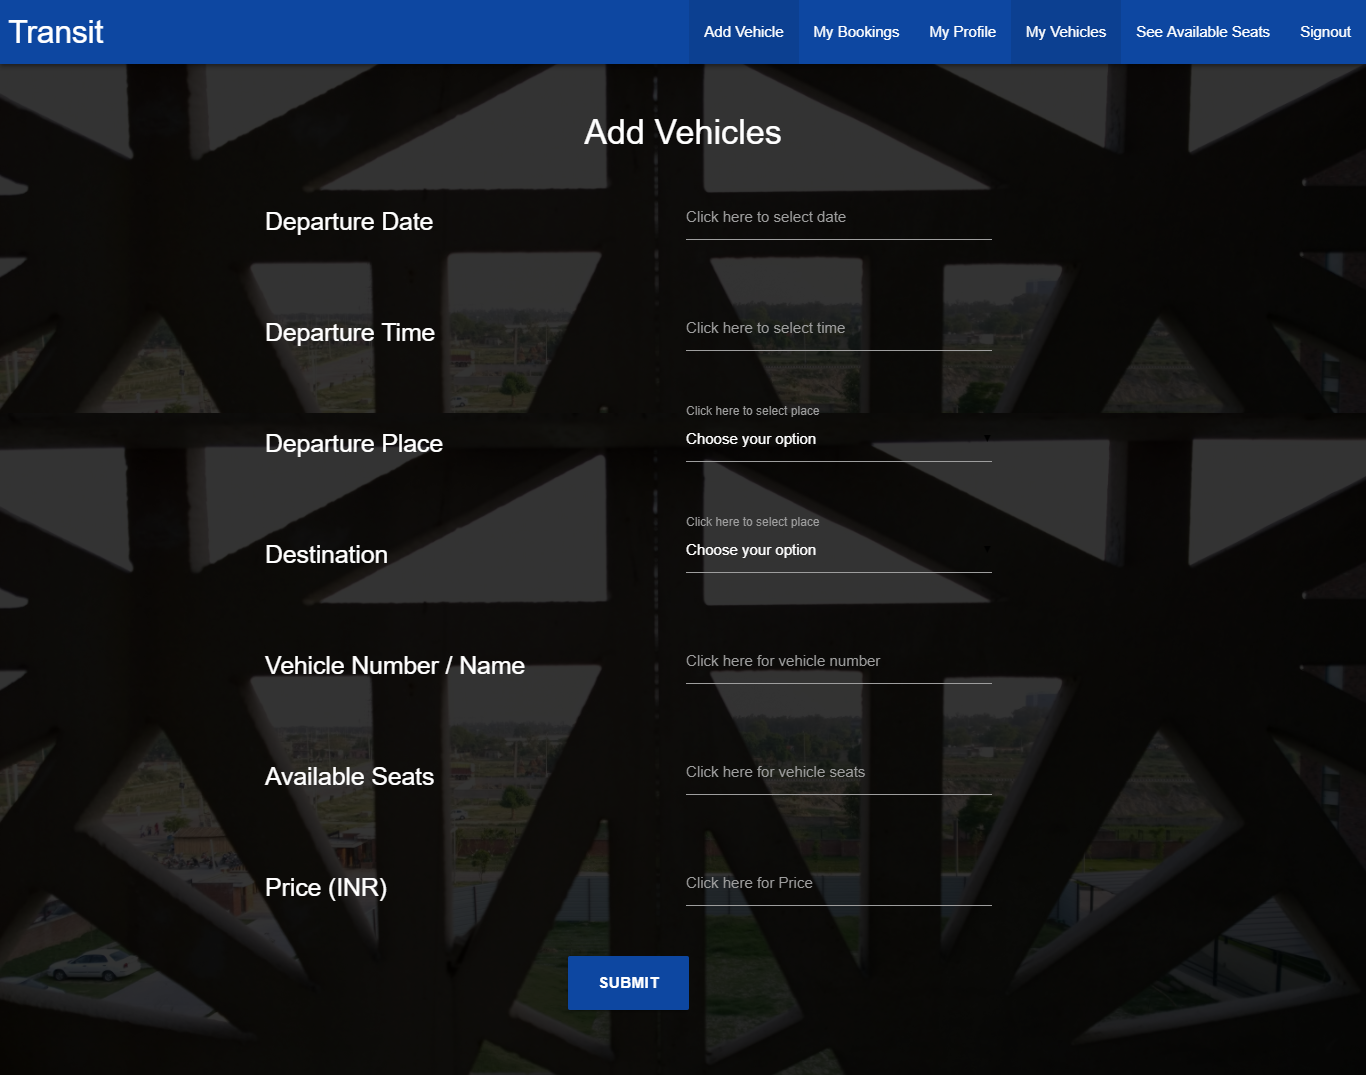 Transit
Add Vehicle
My Bookings
My Profile
My Vehicles
See Available Seats
Signout
Add Vehicles
Departure Date
Click here to select date
Departure Time
Click here to select time
Departure Place
Click here to select place
Choose your option
Destination
Click here to select place
Choose your option
Vehicle Number / Name
Click here for vehicle number
Available Seats
Click here for vehicle seats
Price (INR)
Click here for Price
SUBMIT